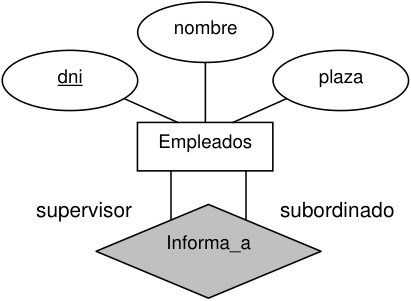 nombre
dni
plaza
Empleados
supervisor
subordinado
Informa_a